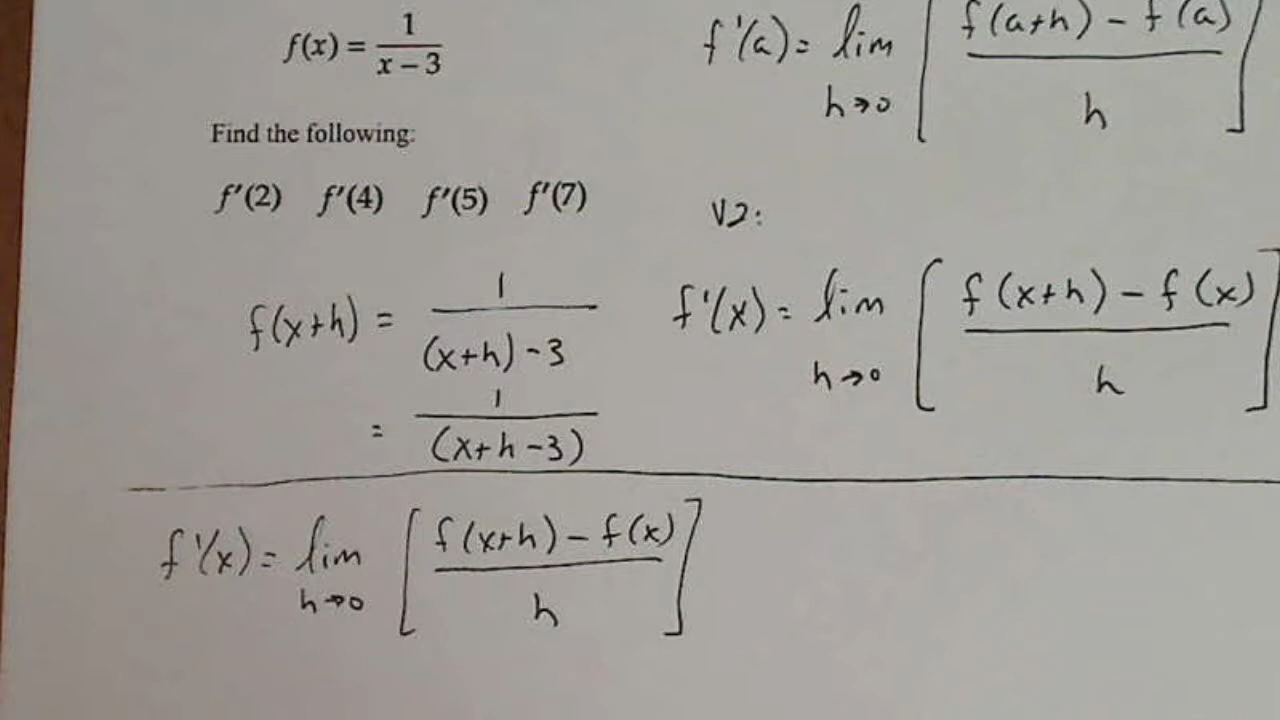 f(x) = 1/(x − 3)
Find the following:
f′(2) f′(4) f′(5) f′(7)
f(x+h) = 1/((x+h) − 3)
= 1/(x+h−3)
f'(a) = lim h→0 [(f(a+h) − f(a))/h]
V2:
f'(x) = lim h→0 [(f(x+h) − f(x))/h]
f'(x) = lim h→0 [(f(x+h) − f(x))/h]